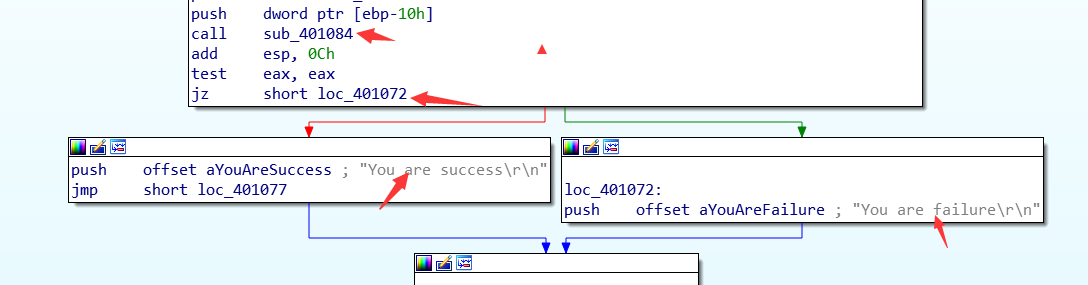 push    dword ptr [ebp-10h]
call    sub_401084
add     esp, 0Ch
test    eax, eax
jz      short loc_401072
push    offset aYouAreSuccess ; "You are success\r\n"
jmp     short loc_401077
loc_401072:
push    offset aYouAreFailure ; "You are failure\r\n"